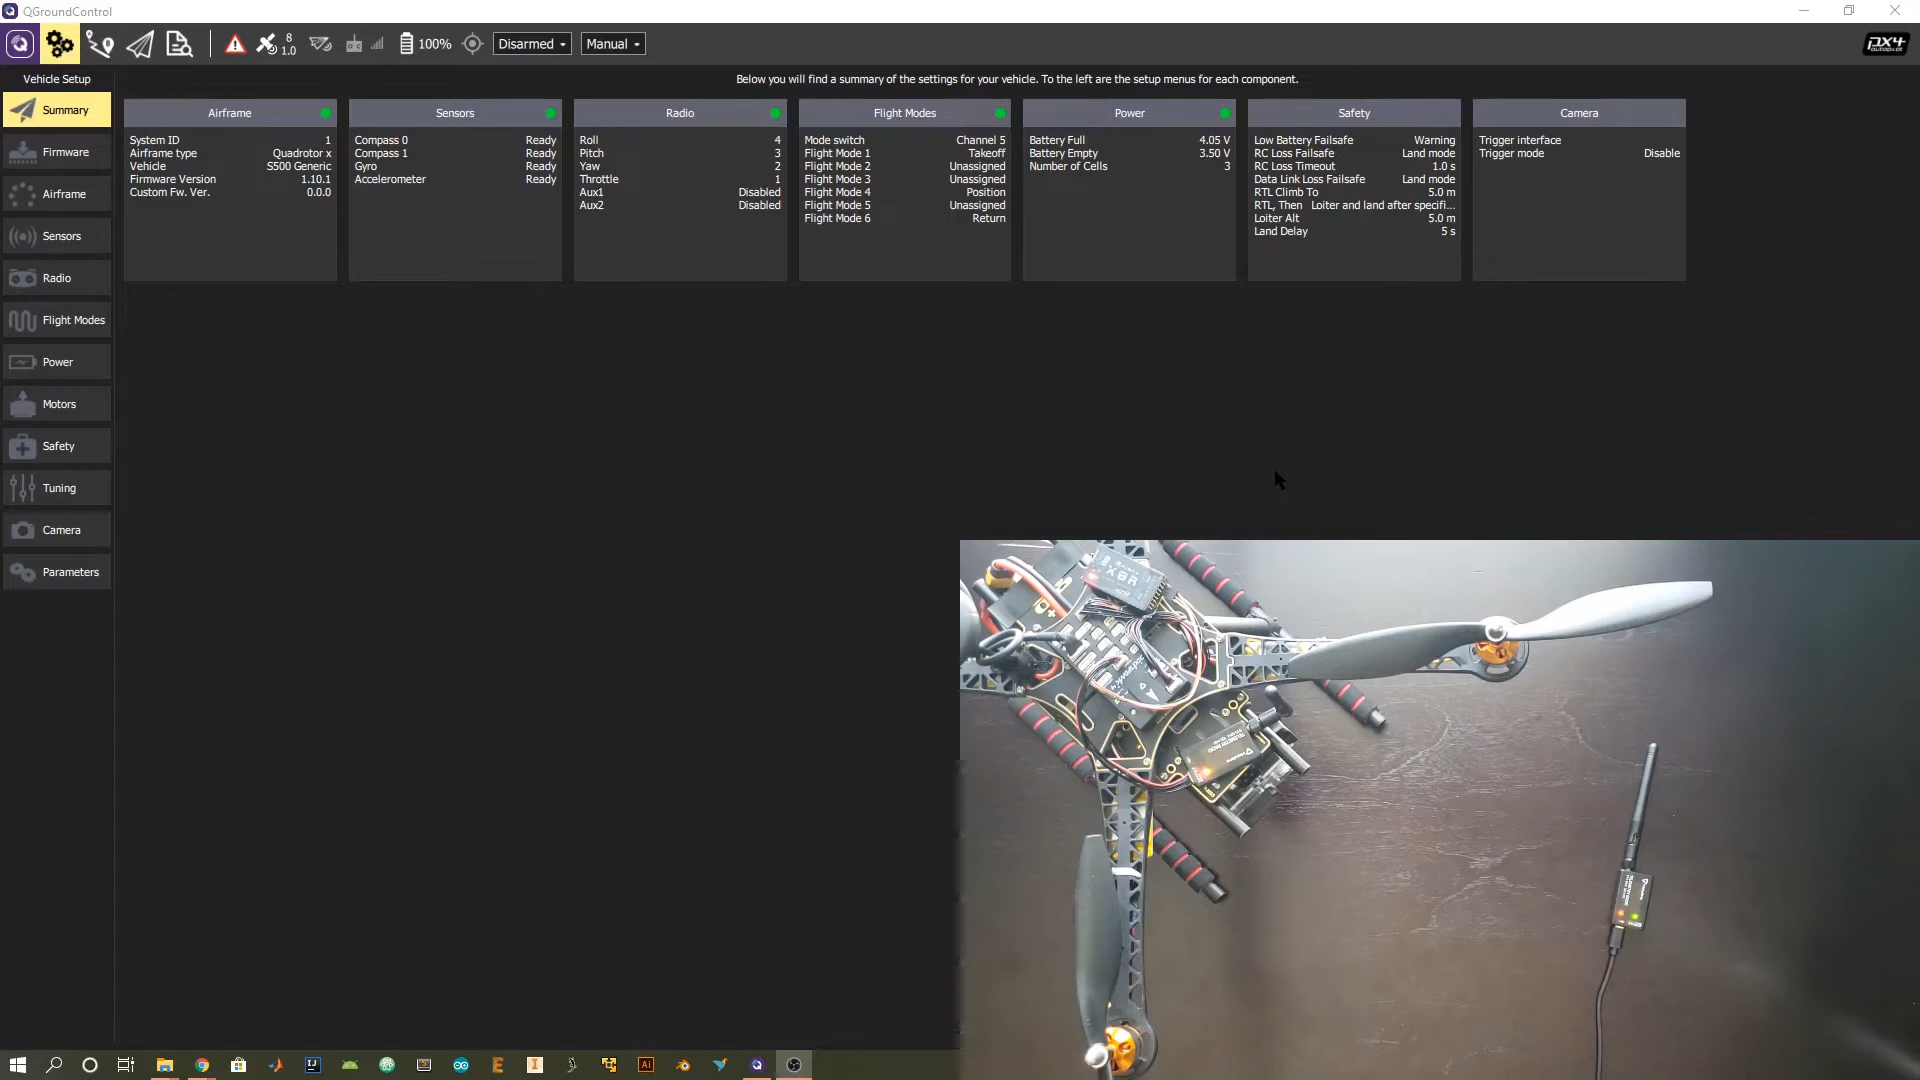 QGroundControl
8
1.0
100%
Disarmed
Manual
px4
autopilot
Vehicle Setup
Below you will find a summary of the settings for your vehicle. To the left are the setup menus for each component.
Summary
Firmware
Airframe
Sensors
Radio
Flight Modes
Power
Motors
Safety
Tuning
Camera
Parameters
Airframe
System ID 1
Airframe type Quadrotor x
Vehicle S500 Generic
Firmware Version 1.10.1
Custom Fw. Ver. 0.0.0
Sensors
Compass 0 Ready
Compass 1 Ready
Gyro Ready
Accelerometer Ready
Radio
Roll 4
Pitch 3
Yaw 2
Throttle 1
Aux1 Disabled
Aux2 Disabled
Flight Modes
Mode switch Channel 5
Flight Mode 1 Takeoff
Flight Mode 2 Unassigned
Flight Mode 3 Unassigned
Flight Mode 4 Position
Flight Mode 5 Unassigned
Flight Mode 6 Return
Power
Battery Full 4.05 V
Battery Empty 3.50 V
Number of Cells 3
Safety
Low Battery Failsafe Warning
RC Loss Failsafe Land mode
RC Loss Timeout 1.0 s
Data Link Loss Failsafe Land mode
RTL Climb To 5.0 m
RTL, Then Loiter and land after specifi...
Loiter Alt 5.0 m
Land Delay 5 s
Camera
Trigger interface
Trigger mode Disable
TELEMETRY RADIO
Ai